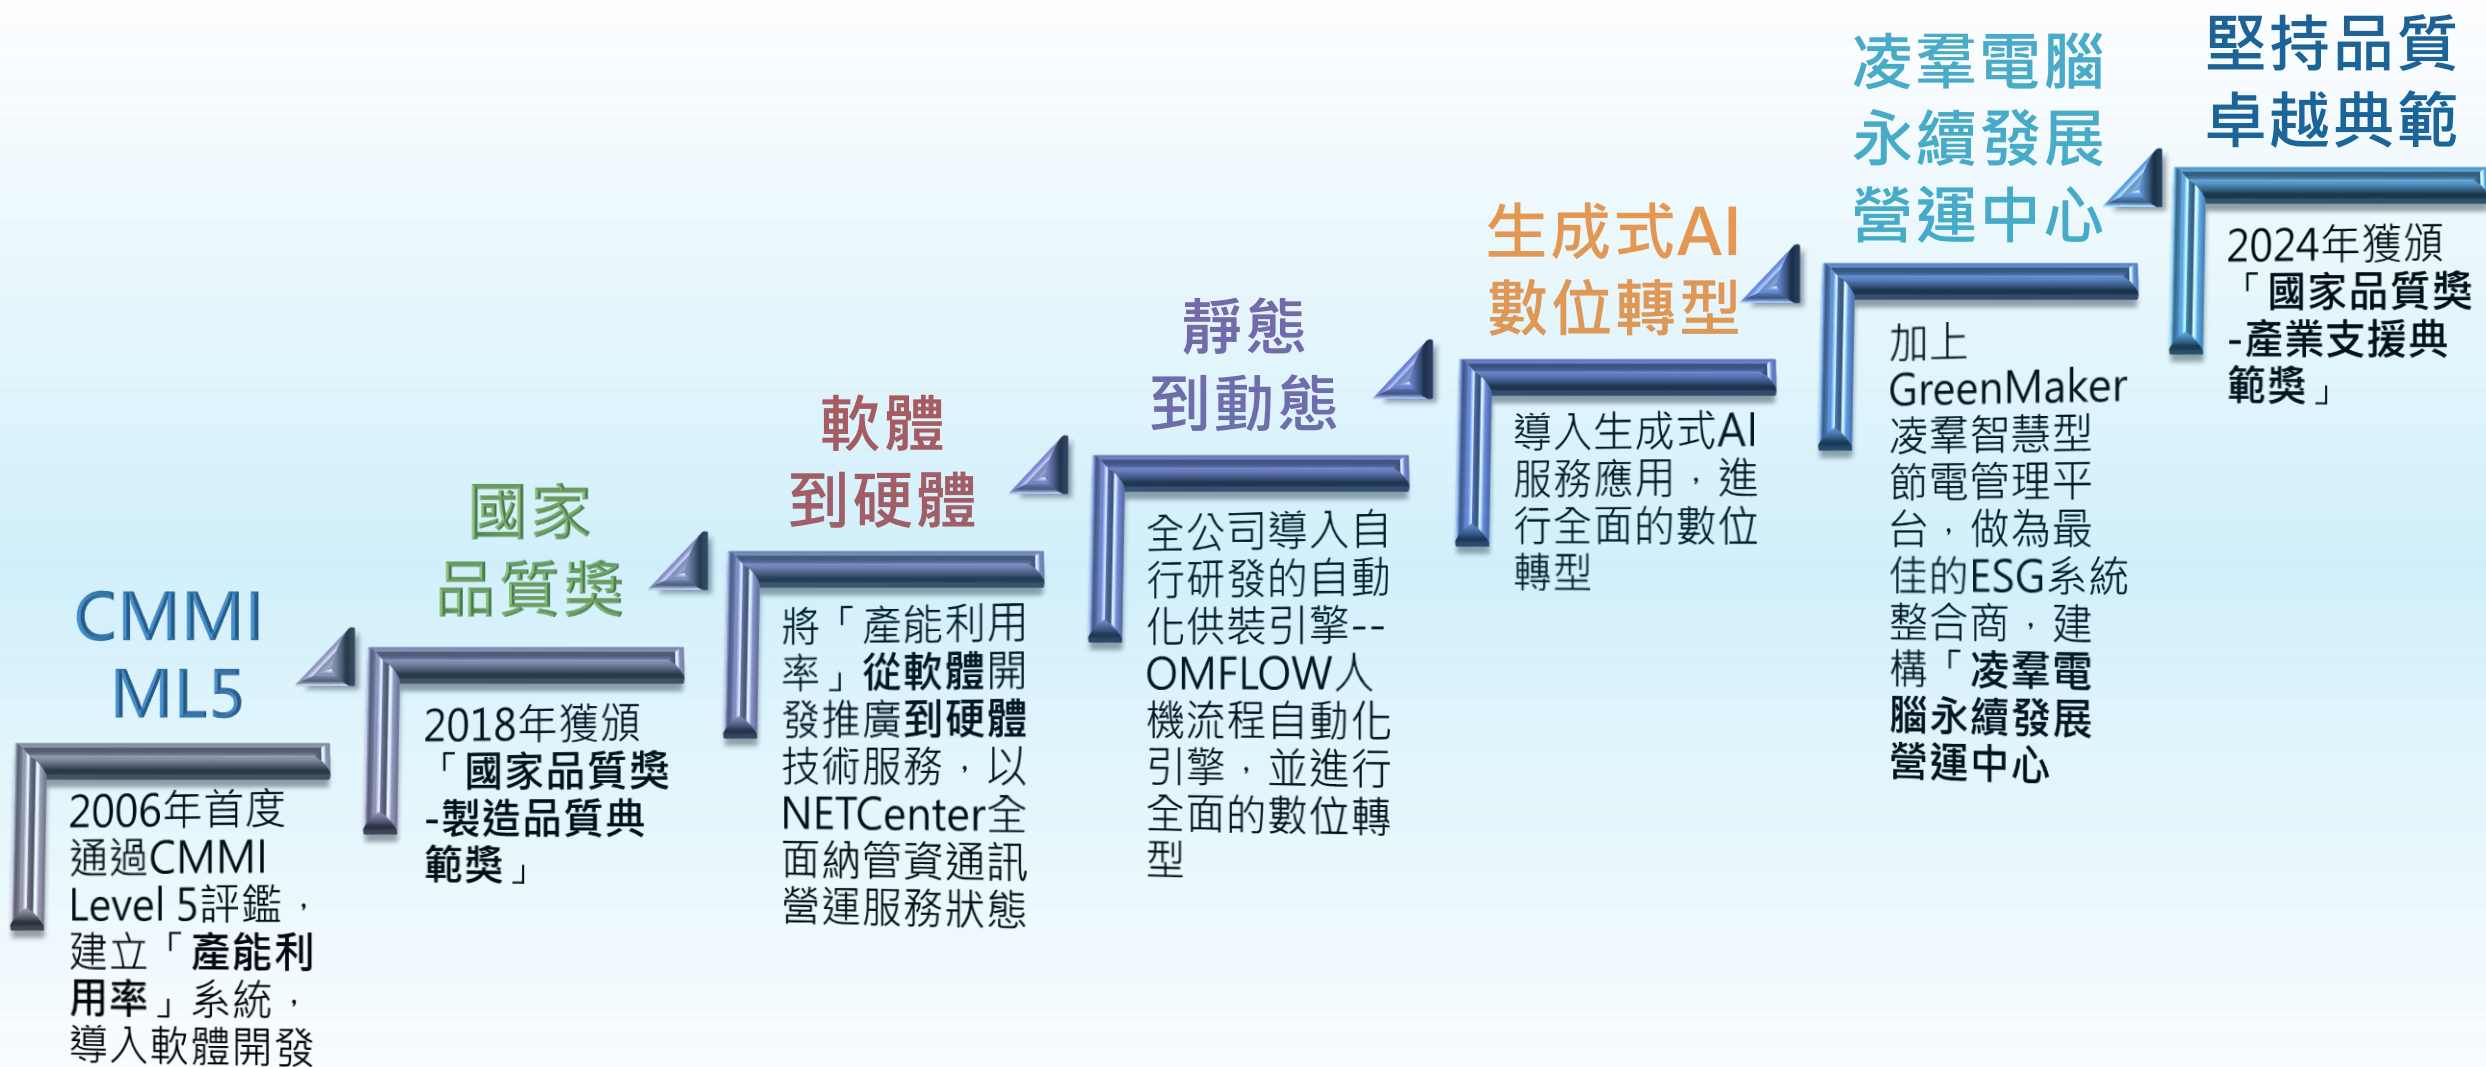 CMMI
ML5
2006年首度
通過CMMI
Level 5評鑑，
建立「產能利
用率」系統，
導入軟體開發
國家
品質獎
2018年獲頒
「國家品質獎
-製造品質典
範獎」
軟體
到硬體
將「產能利用
率」從軟體開
發推廣到硬體
技術服務，以
NETCenter全
面納管資通訊
營運服務狀態
靜態
到動態
全公司導入自
行研發的自動
化供裝引擎--
OMFLOW人
機流程自動化
引擎，並進行
全面的數位轉
型
生成式AI
數位轉型
導入生成式AI
服務應用，進
行全面的數位
轉型
凌羣電腦
永續發展
營運中心
加上
GreenMaker
凌羣智慧型
節電管理平
台，做為最
佳的ESG系統
整合商，建
構「凌羣電
腦永續發展
營運中心
堅持品質
卓越典範
2024年獲頒
「國家品質獎
-產業支援典
範獎」